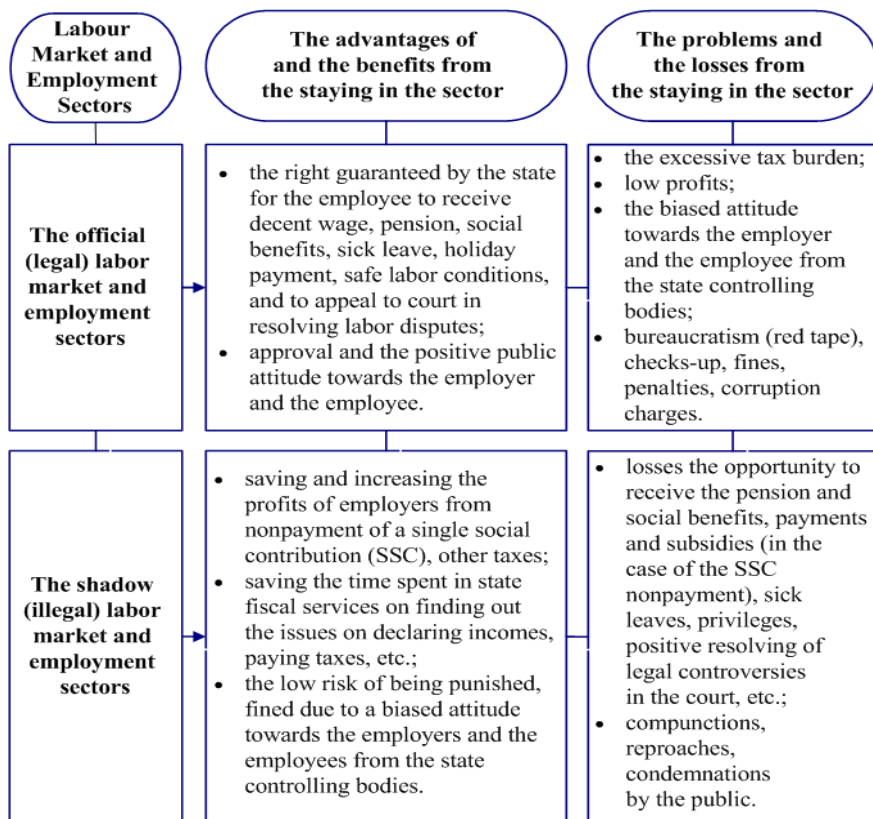 Labour
Market and
Employment
Sectors
The advantages of
and the benefits from
the staying in the sector
The problems and
the losses from
the staying in the sector
The official
(legal) labor
market and
employment
sectors
• the right guaranteed by the state
for the employee to receive
decent wage, pension, social
benefits, sick leave, holiday
payment, safe labor conditions,
and to appeal to court in
resolving labor disputes;
• approval and the positive public
attitude towards the employer
and the employee.
• the excessive tax burden;
• low profits;
• the biased attitude
towards the employer
and the employee from
the state controlling
bodies;
• bureaucratism (red tape),
checks-up, fines,
penalties, corruption
charges.
The shadow
(illegal) labor
market and
employment
sectors
• saving and increasing the
profits of employers from
nonpayment of a single social
contribution (SSC), other taxes;
• saving the time spent in state
fiscal services on finding out
the issues on declaring incomes,
paying taxes, etc.;
• the low risk of being punished,
fined due to a biased attitude
towards the employers and the
employees from the state
controlling bodies.
• losses the opportunity to
receive the pension and
social benefits, payments
and subsidies (in the
case of the SSC
nonpayment), sick
leaves, privileges,
positive resolving of
legal controversies
in the court, etc.;
• compunctions,
reproaches,
condemnations
by the public.